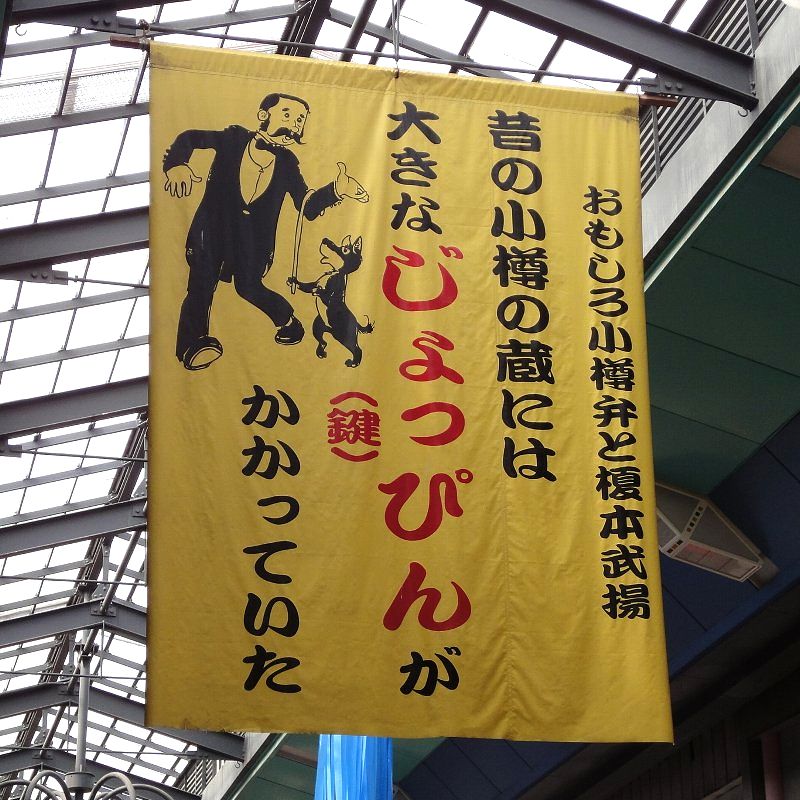 おもしろ小樽弁と榎本武揚
昔の小樽の蔵には
大きなじょっぴんが
(鍵)
かかっていた